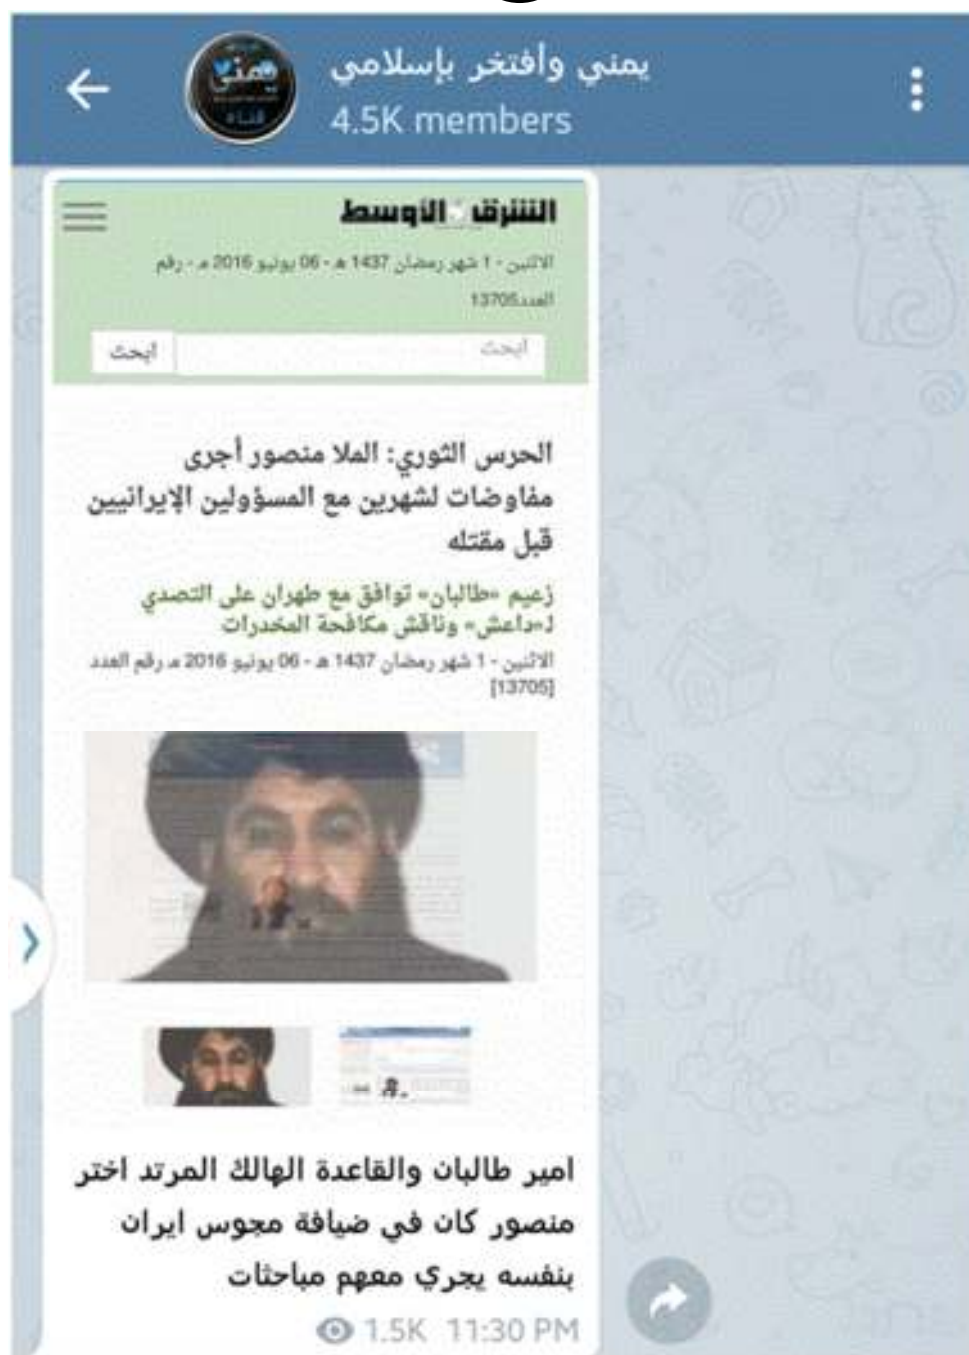 يمني وأفتخر بإسلامي
4.5K members
يمني
قناة
الشرق الأوسط
الاثنين - 1 شهر رمضان 1437 هـ - 06 يونيو 2016 مـ - رقم
العدد13705
ابحث
ابحث
الحرس الثوري: الملا منصور أجرى
مفاوضات لشهرين مع المسؤولين الإيرانيين
قبل مقتله
زعيم «طالبان» توافق مع طهران على التصدي
لـ«داعش» وناقش مكافحة المخدرات
الاثنين - 1 شهر رمضان 1437 هـ - 06 يونيو 2016 مـ رقم العدد
[13705]
امير طالبان والقاعدة الهالك المرتد اختر
منصور كان في ضيافة مجوس ايران
بنفسه يجري معهم مباحثات
1.5K 11:30 PM